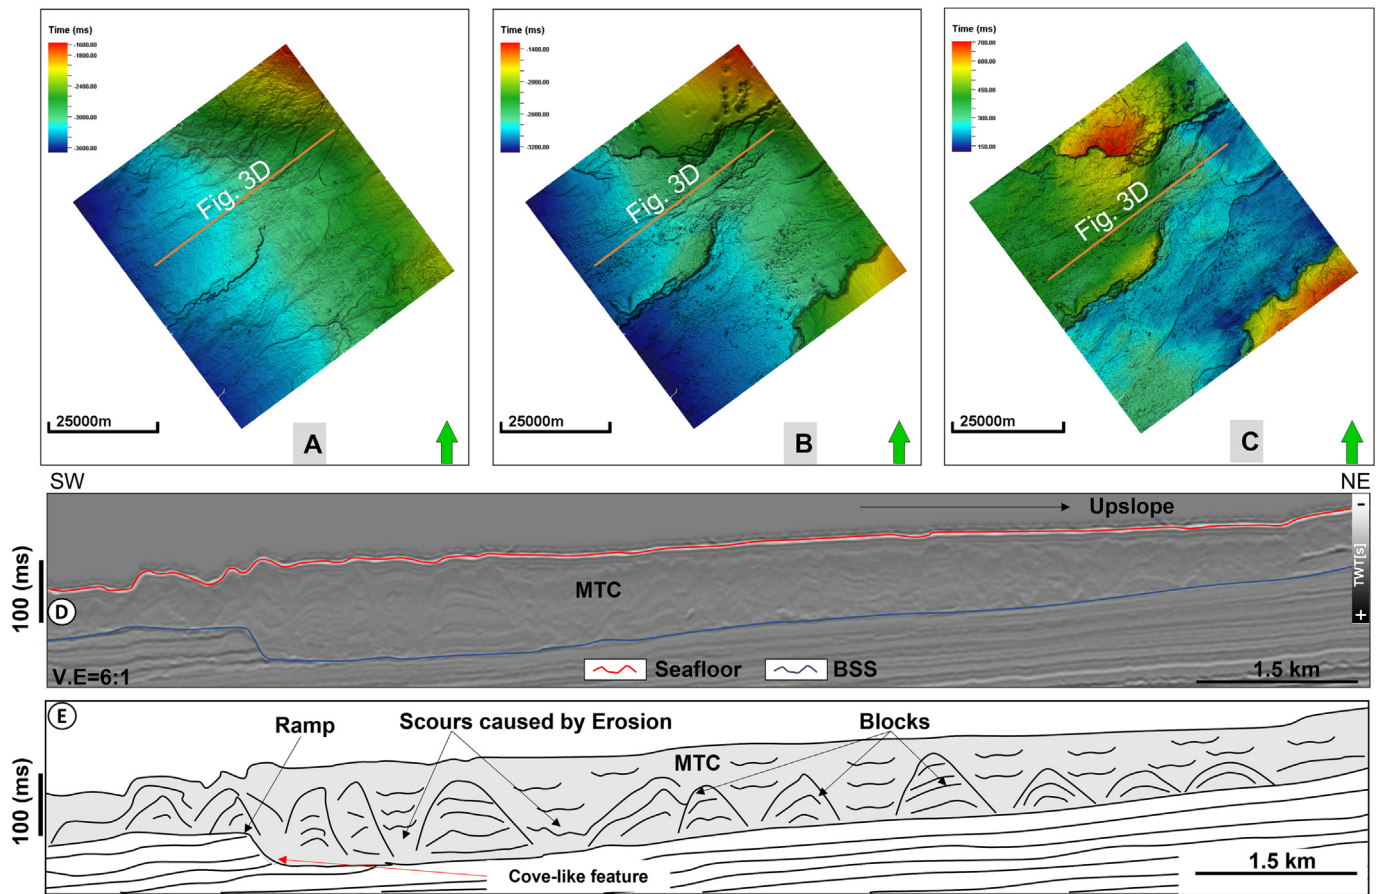 Time (ms)
-1600.00
-1800.00
-2400.00
-3000.00
-3600.00
Fig. 3D
25000m
A
Time (ms)
-1400.00
-2000.00
-2600.00
-3200.00
Fig. 3D
25000m
B
Time (ms)
700.00
600.00
450.00
300.00
150.00
Fig. 3D
25000m
C
SW
NE
Upslope
-
TWT[s]
+
100 (ms)
D
MTC
V.E=6:1
Seafloor
BSS
1.5 km
E
Ramp
Scours caused by Erosion
Blocks
MTC
100 (ms)
Cove-like feature
1.5 km